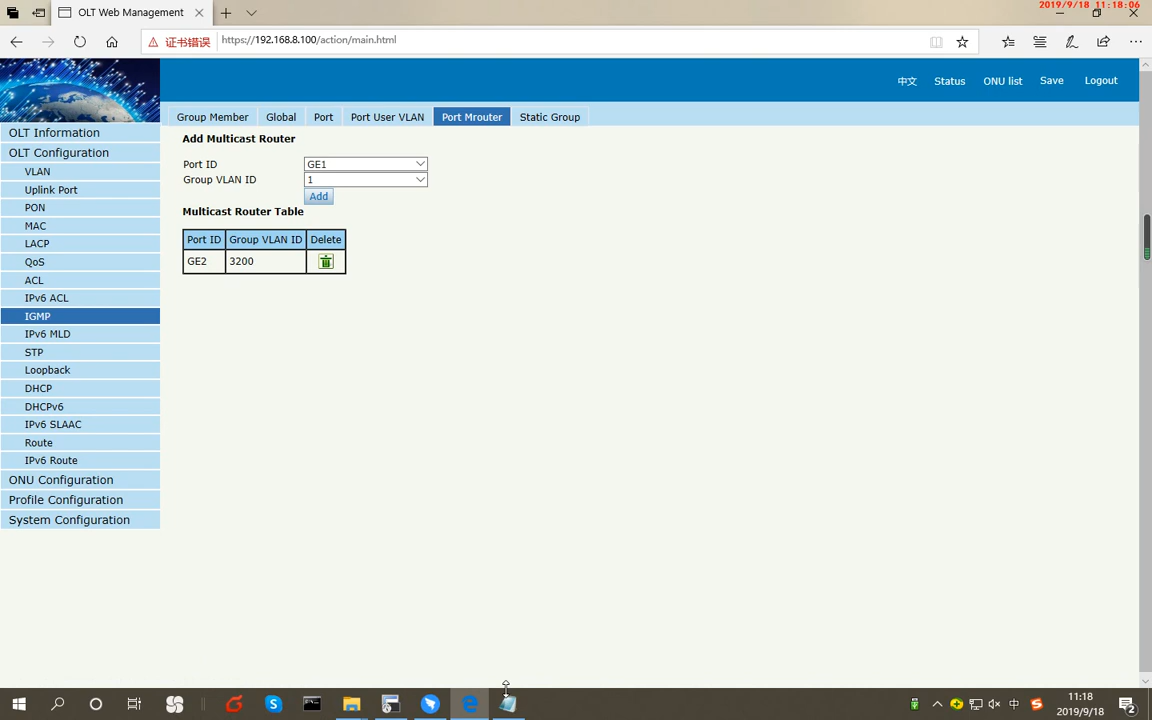 2019/9/18 11:18:06
OLT Web Management
证书错误 https://192.168.8.100/action/main.html
中文 Status ONU list Save Logout
Group Member Global Port Port User VLAN Port Mrouter Static Group
OLT Information
OLT Configuration
VLAN
Uplink Port
PON
MAC
LACP
QoS
ACL
IPv6 ACL
IGMP
IPv6 MLD
STP
Loopback
DHCP
DHCPv6
IPv6 SLAAC
Route
IPv6 Route
ONU Configuration
Profile Configuration
System Configuration
Add Multicast Router
Port ID GE1
Group VLAN ID 1
Add
Multicast Router Table
Port ID Group VLAN ID Delete
GE2 3200
中
11:18
2019/9/18
2